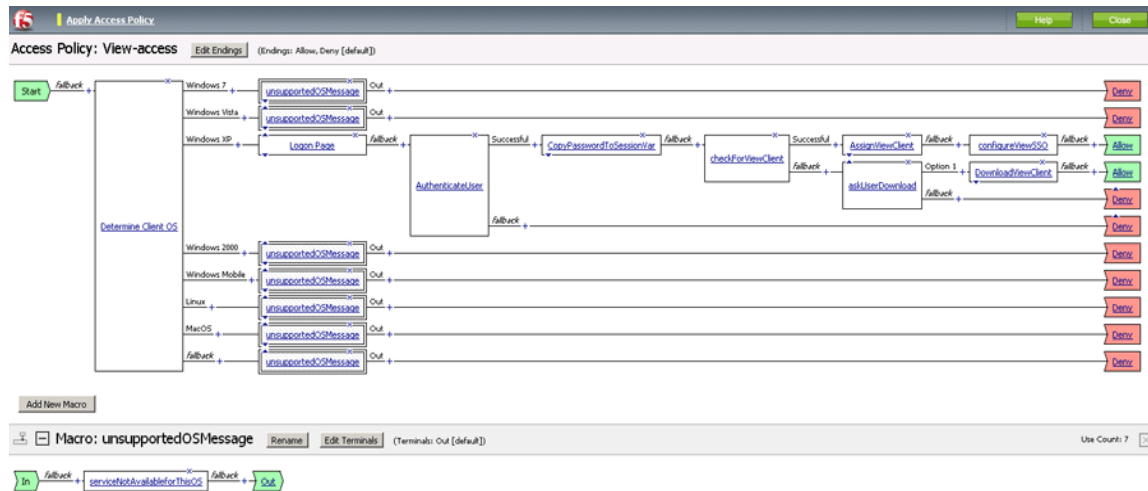 f5 Apply Access Policy Help Close
Access Policy: View-access Edit Endings (Endings: Allow, Deny [default])
Start fallback + Determine Client OS
Windows 7 + unsupportedOSMessage Out + Deny
Windows Vista + unsupportedOSMessage Out + Deny
Windows XP + Logon Page fallback + AuthenticateUser Successful + CopyPasswordToSessionVar fallback + checkForViewClient Successful + AssignViewClient fallback + configureViewSSO fallback + Allow
fallback + askUserDownload Option 1 + DownloadViewClient fallback + Allow
fallback + Deny
fallback + Deny
Windows 2000 + unsupportedOSMessage Out + Deny
Windows Mobile + unsupportedOSMessage Out + Deny
Linux + unsupportedOSMessage Out + Deny
MacOS + unsupportedOSMessage Out + Deny
fallback + unsupportedOSMessage Out + Deny
Add New Macro
Macro: unsupportedOSMessage Rename Edit Terminals (Terminals: Out [default]) Use Count: 7
In fallback + serviceNotAvailableforThisOS fallback + Out